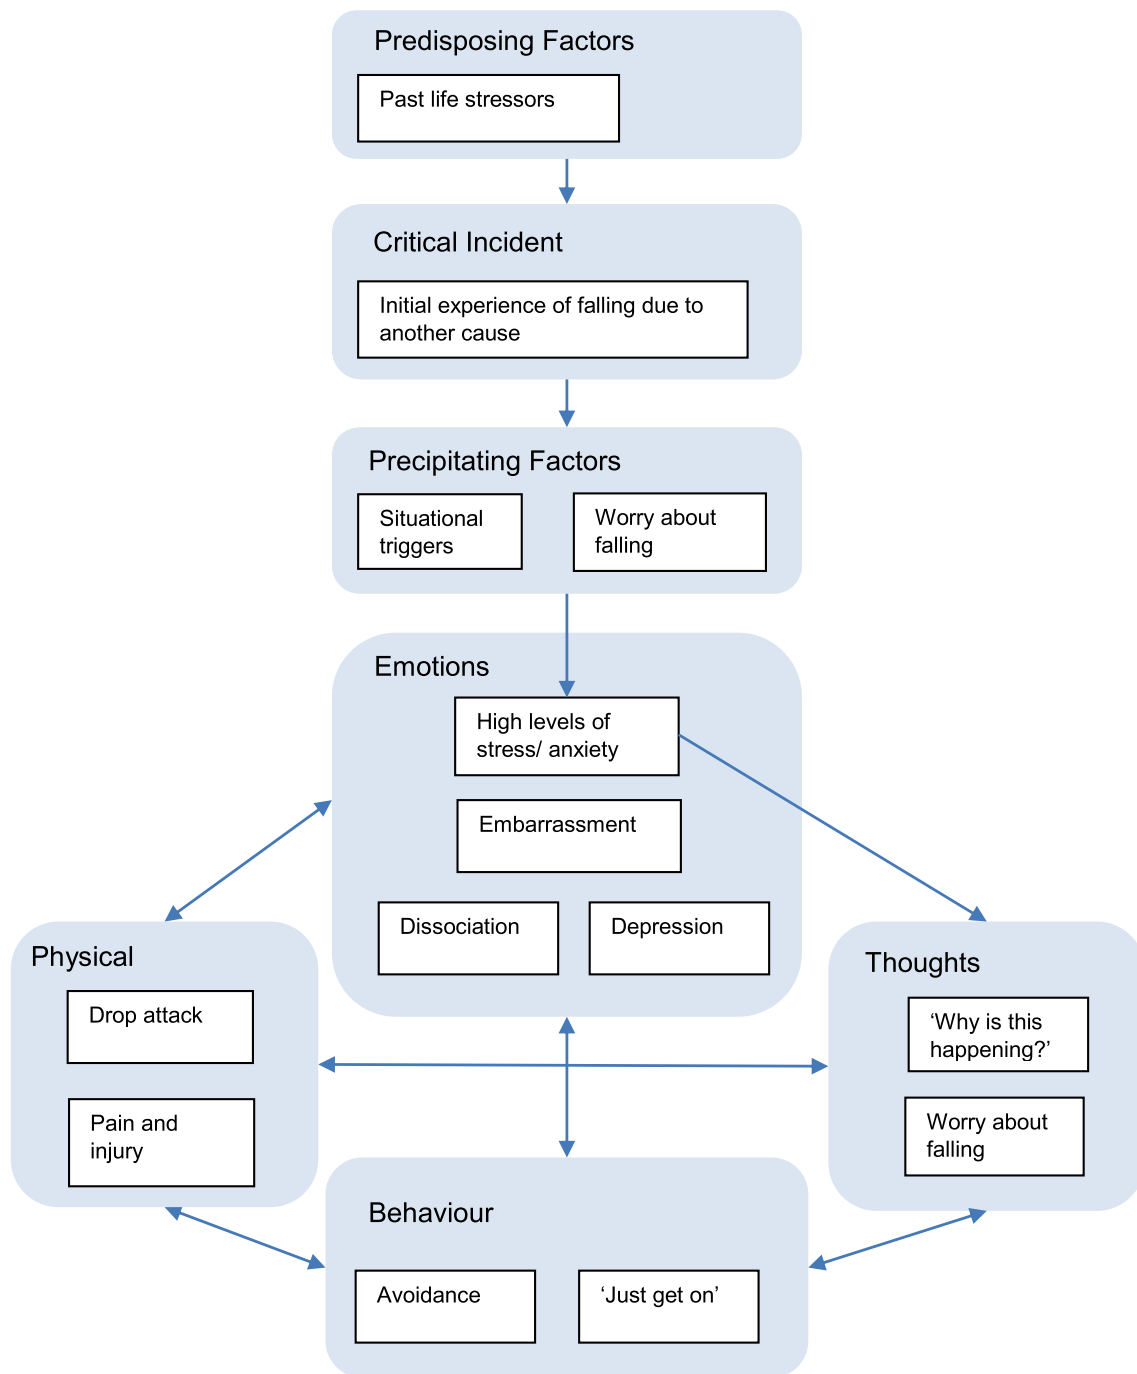 Predisposing Factors
Past life stressors
Critical Incident
Initial experience of falling due to
another cause
Precipitating Factors
Situational
triggers
Worry about
falling
Emotions
High levels of
stress/ anxiety
Embarrassment
Dissociation
Depression
Physical
Drop attack
Pain and
injury
Thoughts
‘Why is this
happening?’
Worry about
falling
Behaviour
Avoidance
‘Just get on’